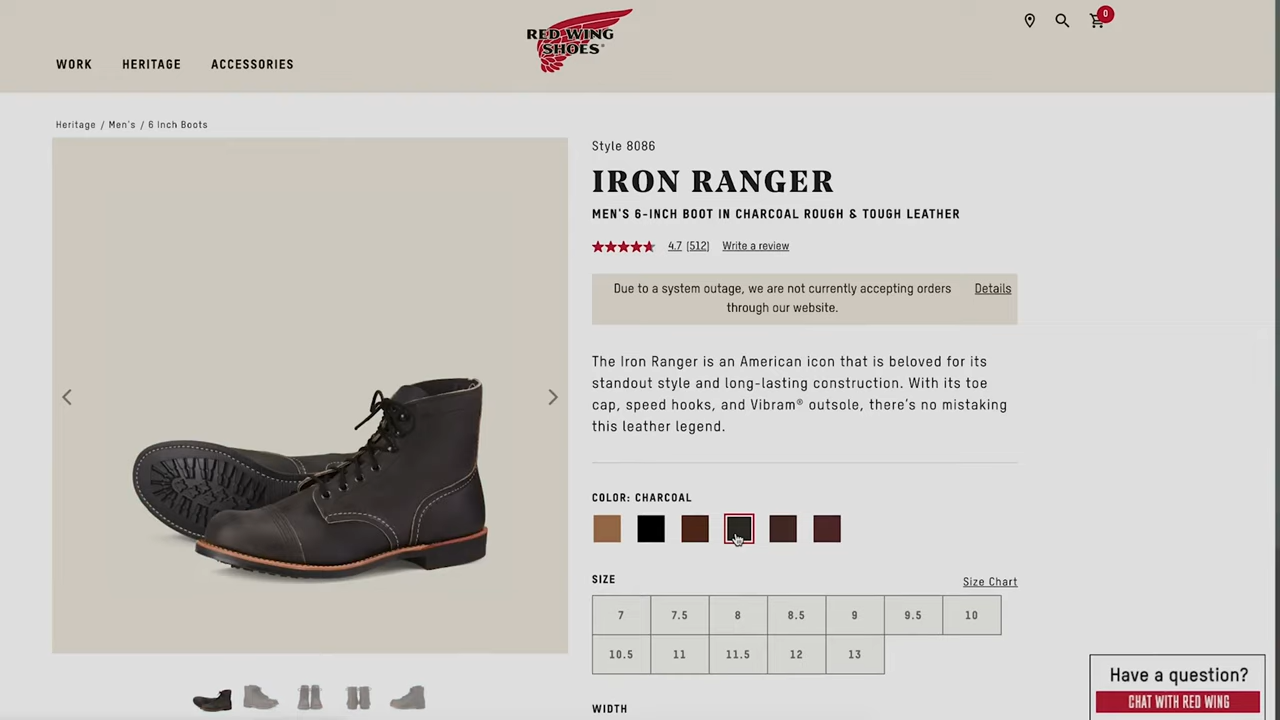 RED WING
SHOES®
0
WORK HERITAGE ACCESSORIES
Heritage / Men's / 6 Inch Boots
Style 8086
IRON RANGER
MEN'S 6-INCH BOOT IN CHARCOAL ROUGH & TOUGH LEATHER
4.7 (512) Write a review
Due to a system outage, we are not currently accepting orders Details
through our website.
The Iron Ranger is an American icon that is beloved for its
standout style and long-lasting construction. With its toe
cap, speed hooks, and Vibram® outsole, there's no mistaking
this leather legend.
COLOR: CHARCOAL
SIZE Size Chart
7 7.5 8 8.5 9 9.5 10
10.5 11 11.5 12 13
WIDTH
Have a question?
CHAT WITH RED WING